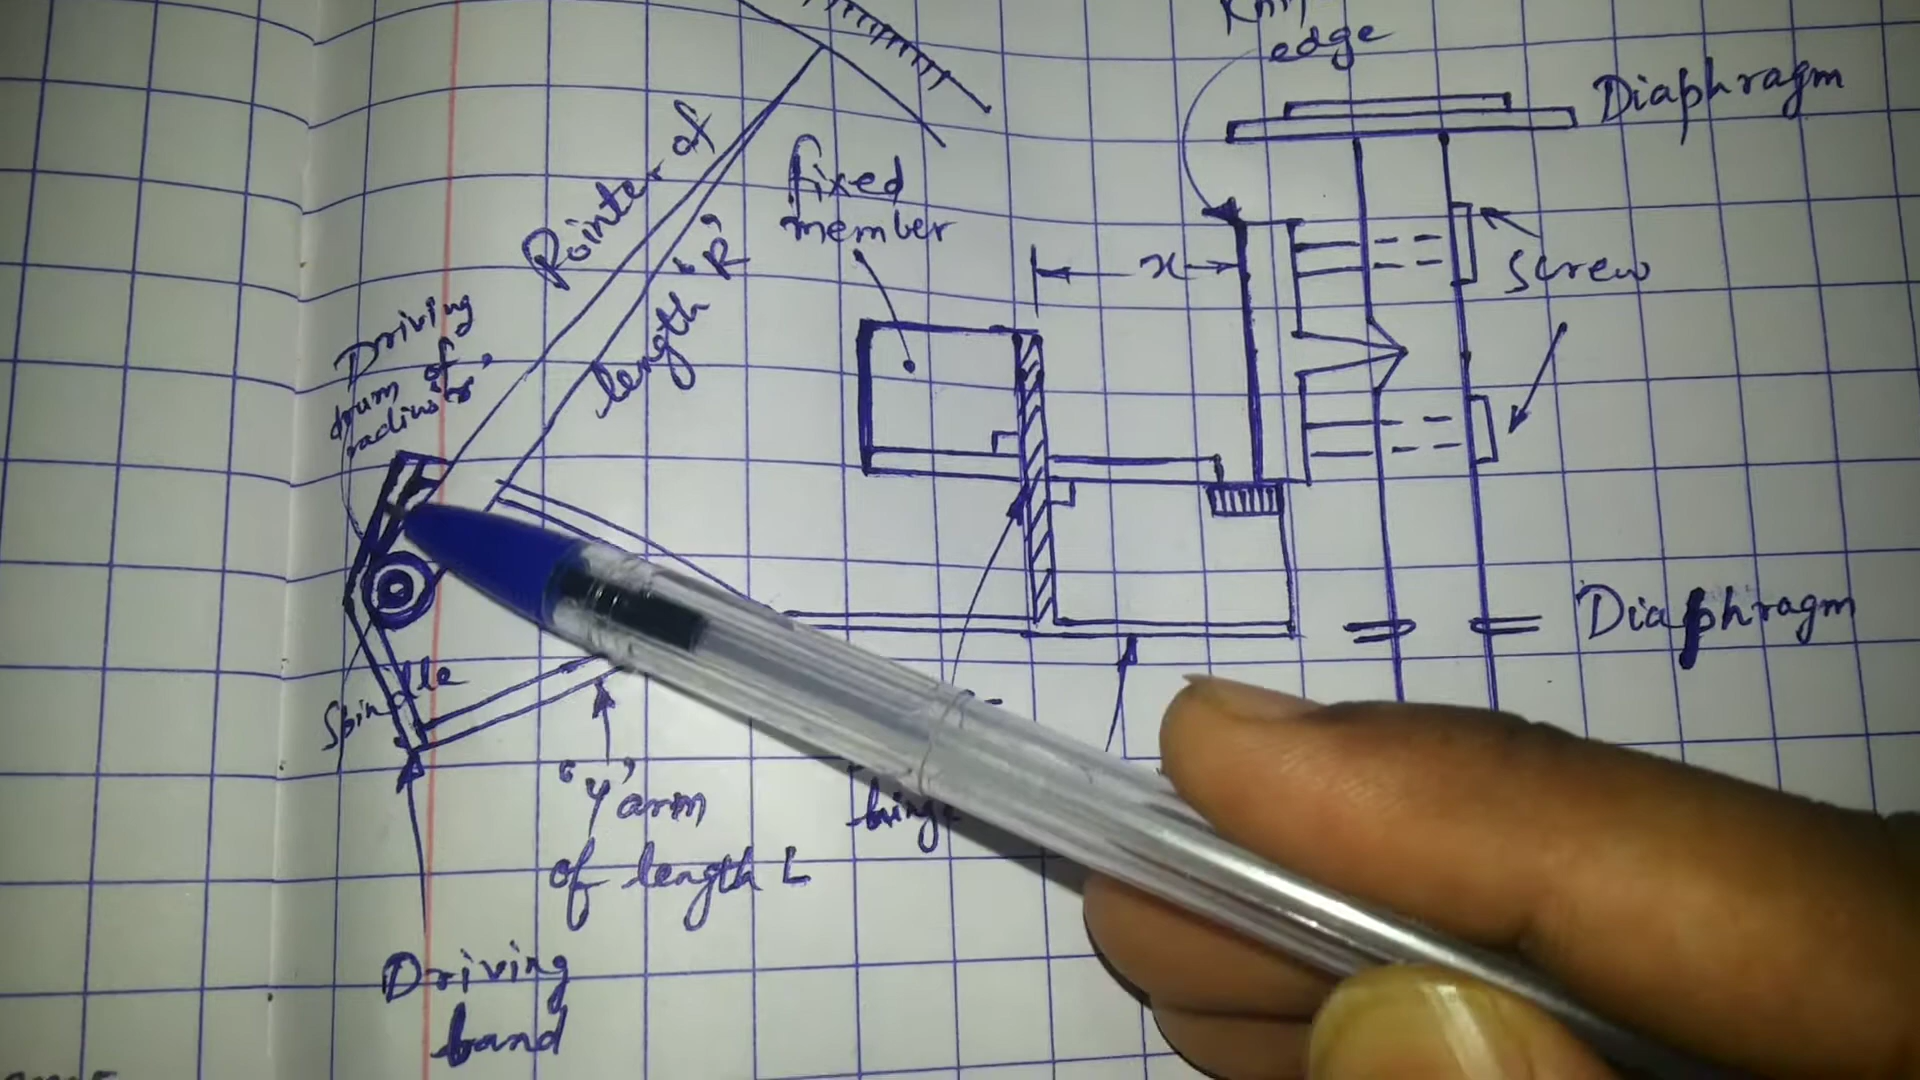 edge
Diaphragm
Pointer of
length 'R'
fixed
member
x
Screw
Driving
drum of
radius 'r'
Diaphragm
Spindle
'Y' arm
of length L
Driving
band